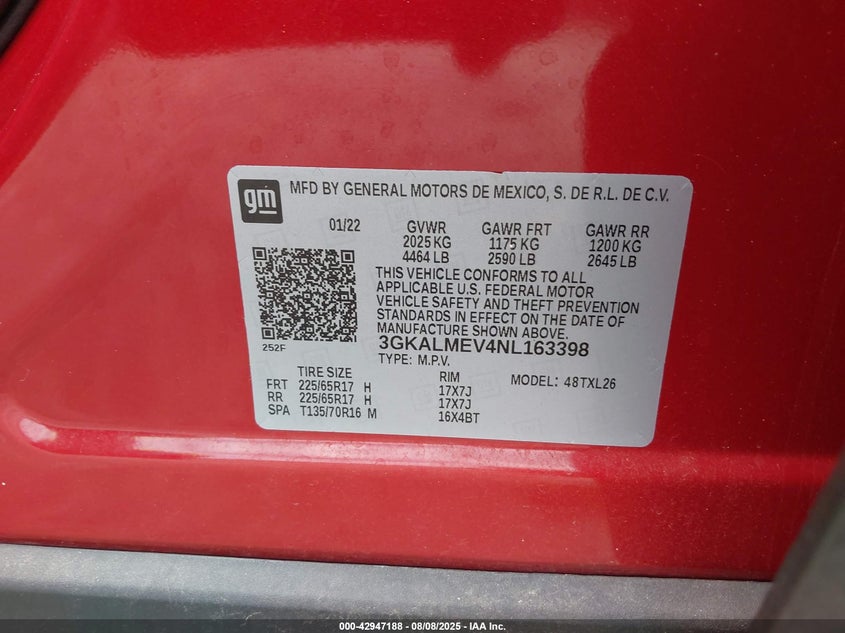 gm
MFD BY GENERAL MOTORS DE MEXICO, S. DE R.L. DE C.V.
01/22 GVWR GAWR FRT GAWR RR
2025 KG 1175 KG 1200 KG
4464 LB 2590 LB 2645 LB
THIS VEHICLE CONFORMS TO ALL
APPLICABLE U.S. FEDERAL MOTOR
VEHICLE SAFETY AND THEFT PREVENTION
STANDARDS IN EFFECT ON THE DATE OF
MANUFACTURE SHOWN ABOVE.
252F
3GKALMEV4NL163398
TYPE: M.P.V.
TIRE SIZE RIM MODEL: 48TXL26
FRT 225/65R17 H 17X7J
RR 225/65R17 H 17X7J
SPA T135/70R16 M 16X4BT
000-42947188 - 08/08/2025 - IAA Inc.